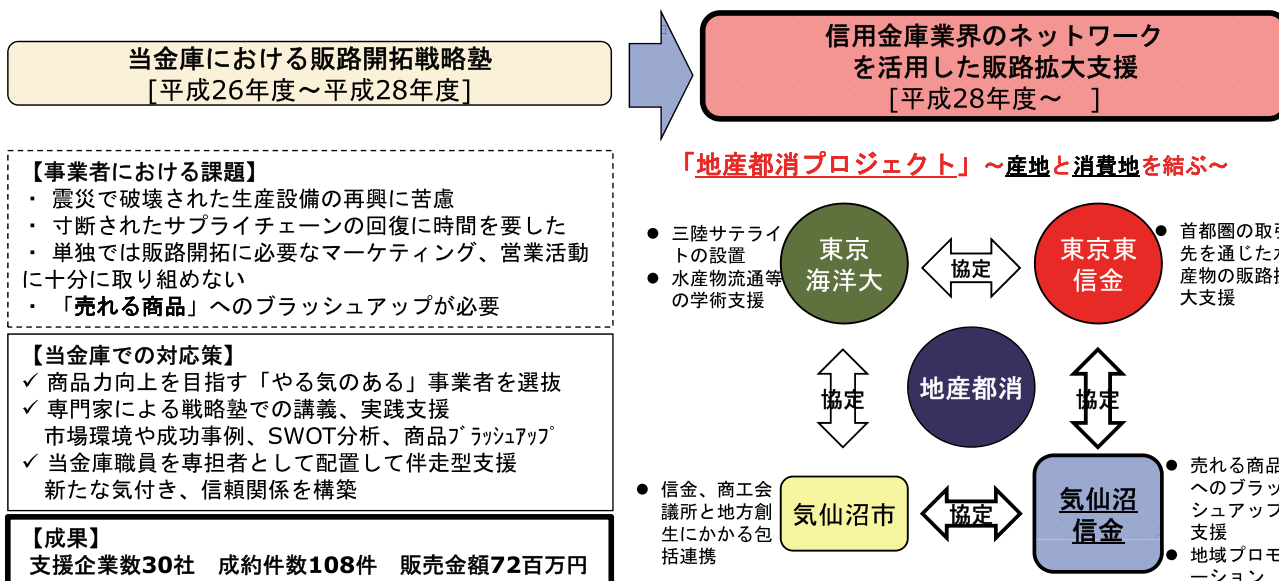 当金庫における販路開拓戦略塾
[平成26年度～平成28年度]
信用金庫業界のネットワーク
を活用した販路拡大支援
[平成28年度～　]
【事業者における課題】
・ 震災で破壊された生産設備の再興に苦慮
・ 寸断されたサプライチェーンの回復に時間を要した
・ 単独では販路開拓に必要なマーケティング、営業活動
に十分に取り組めない
・ 「売れる商品」へのブラッシュアップが必要
【当金庫での対応策】
✓ 商品力向上を目指す「やる気のある」事業者を選抜
✓ 専門家による戦略塾での講義、実践支援
市場環境や成功事例、SWOT分析、商品ﾌﾞﾗｯｼｭｱｯﾌﾟ
✓ 当金庫職員を専担者として配置して伴走型支援
新たな気付き、信頼関係を構築
【成果】
支援企業数30社　成約件数108件　販売金額72百万円
「地産都消プロジェクト」～産地と消費地を結ぶ～
● 三陸サテライ
トの設置
● 水産物流通等
の学術支援
東京
海洋大
協定
東京東
信金
● 首都圏の取引
先を通じた水
産物の販路拡
大支援
協定
地産都消
協定
● 信金、商工会
議所と地方創
生にかかる包
括連携
気仙沼市
協定
気仙沼
信金
● 売れる商品
へのブラッ
シュアップ
支援
● 地域プロモ
ーション